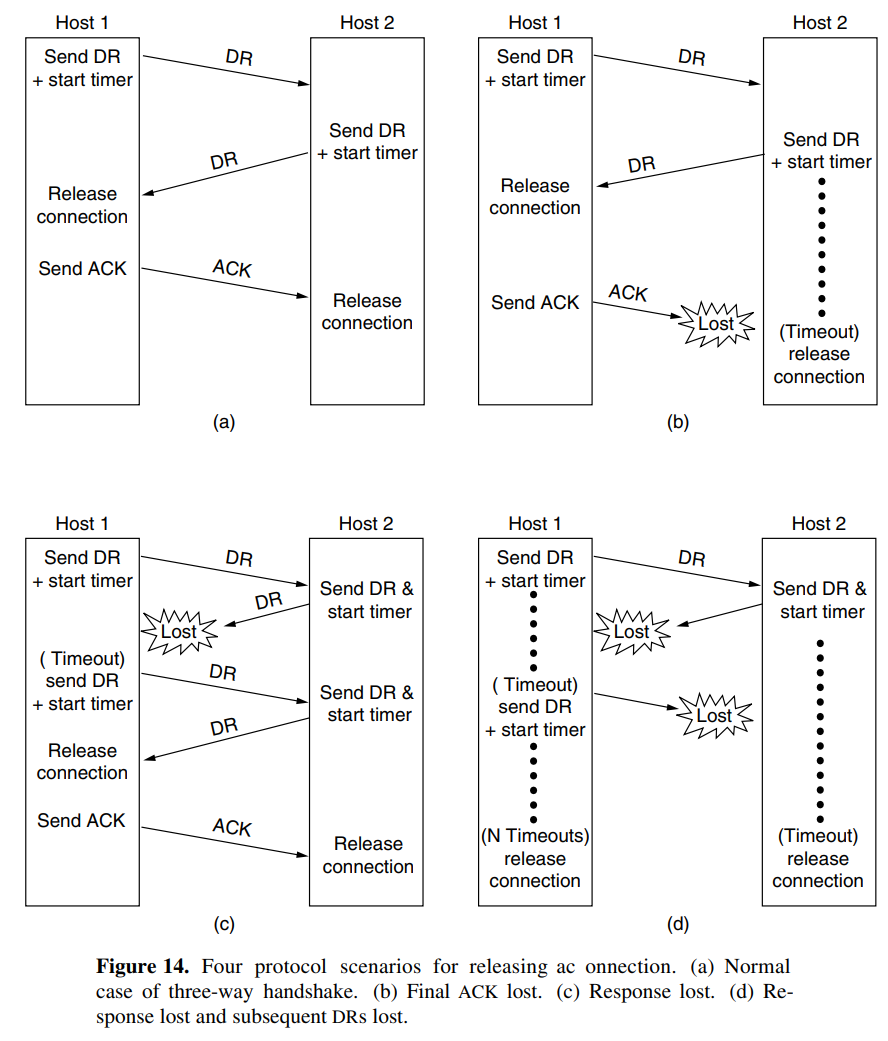 Host 1
Host 2
Send DR
+ start timer
DR
Send DR
+ start timer
DR
Release
connection
Send ACK
ACK
Release
connection
(a)
Host 1
Host 2
Send DR
+ start timer
DR
Send DR
+ start timer
DR
Release
connection
Send ACK
ACK
Lost
(Timeout)
release
connection
(b)
Host 1
Host 2
Send DR
+ start timer
DR
Send DR &
start timer
DR
Lost
( Timeout)
send DR
+ start timer
DR
Send DR &
start timer
DR
Release
connection
Send ACK
ACK
Release
connection
(c)
Host 1
Host 2
Send DR
+ start timer
DR
Send DR &
start timer
Lost
( Timeout)
send DR
+ start timer
Lost
(N Timeouts)
release
connection
(Timeout)
release
connection
(d)
Figure 14. Four protocol scenarios for releasing ac onnection. (a) Normal
case of three-way handshake. (b) Final ACK lost. (c) Response lost. (d) Re-
sponse lost and subsequent DRs lost.